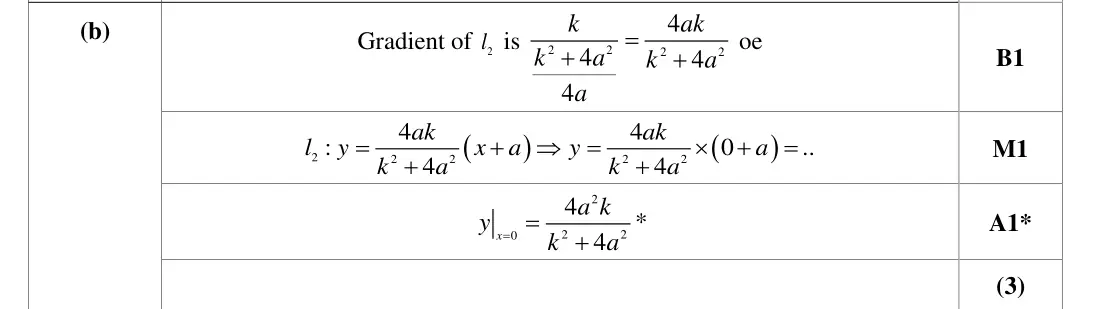 (b) Gradient of l₂ is k / ((k² + 4a²) / 4a) = 4ak / (k² + 4a²) oe B1
l₂ : y = 4ak / (k² + 4a²) (x + a) ⇒ y = 4ak / (k² + 4a²) × (0 + a) = .. M1
y|ₓ₌₀ = 4a²k / (k² + 4a²) * A1*
(3)